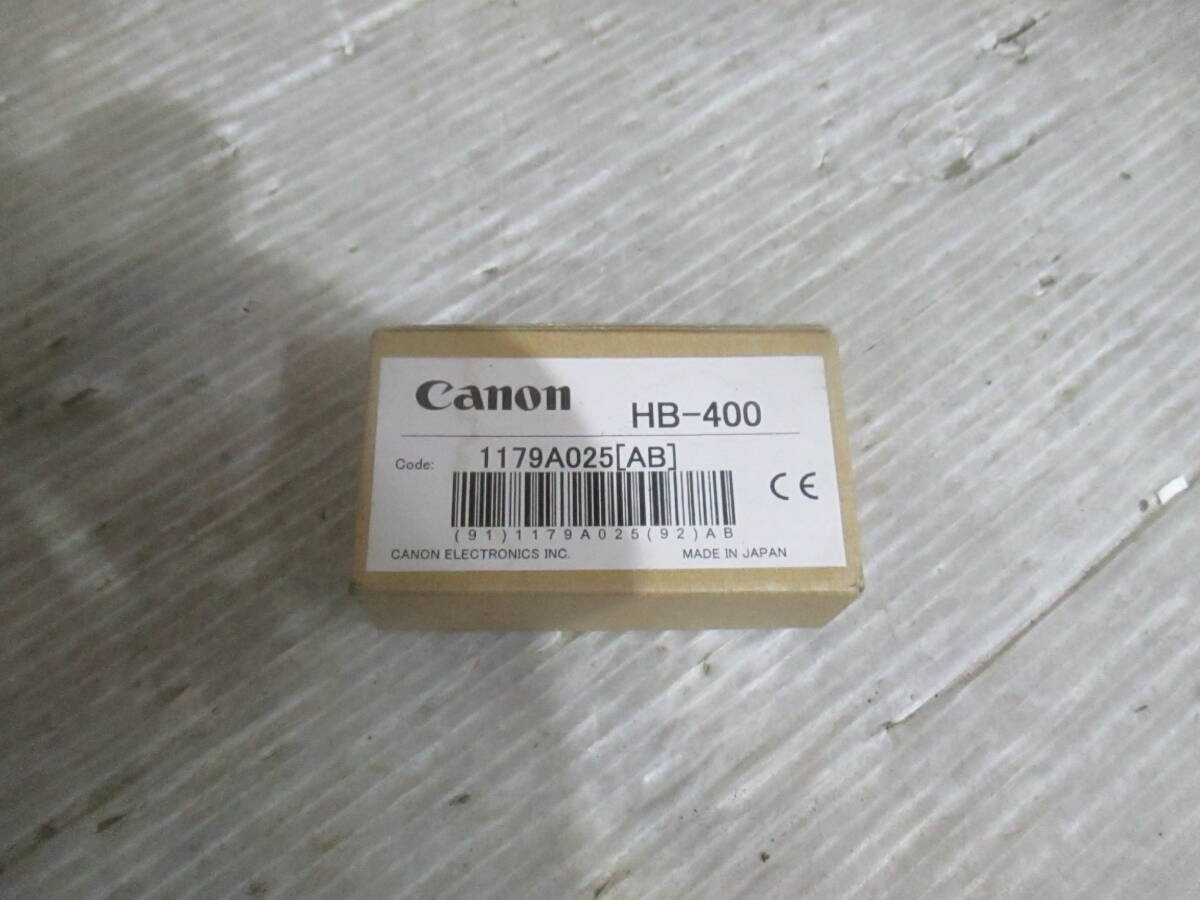 Canon HB-400
Code: 1179A025[AB]
CE
(91)1179A025(92)AB
CANON ELECTRONICS INC. MADE IN JAPAN